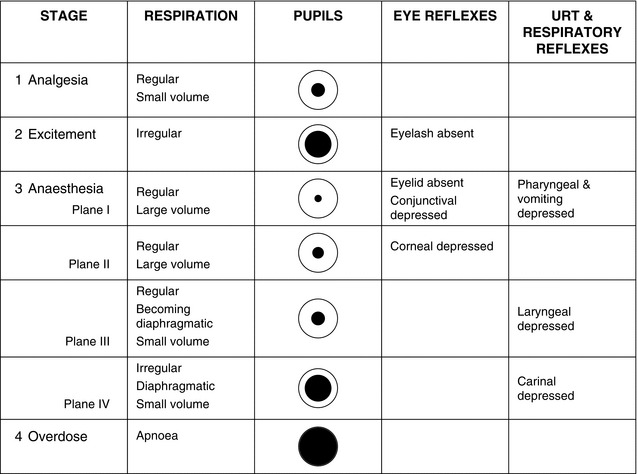 STAGE
RESPIRATION
PUPILS
EYE REFLEXES
URT &
RESPIRATORY
REFLEXES
1 Analgesia
Regular
Small volume
2 Excitement
Irregular
Eyelash absent
3 Anaesthesia
Plane I
Regular
Large volume
Eyelid absent
Conjunctival
depressed
Pharyngeal &
vomiting
depressed
Plane II
Regular
Large volume
Corneal depressed
Plane III
Regular
Becoming
diaphragmatic
Small volume
Laryngeal
depressed
Plane IV
Irregular
Diaphragmatic
Small volume
Carinal
depressed
4 Overdose
Apnoea